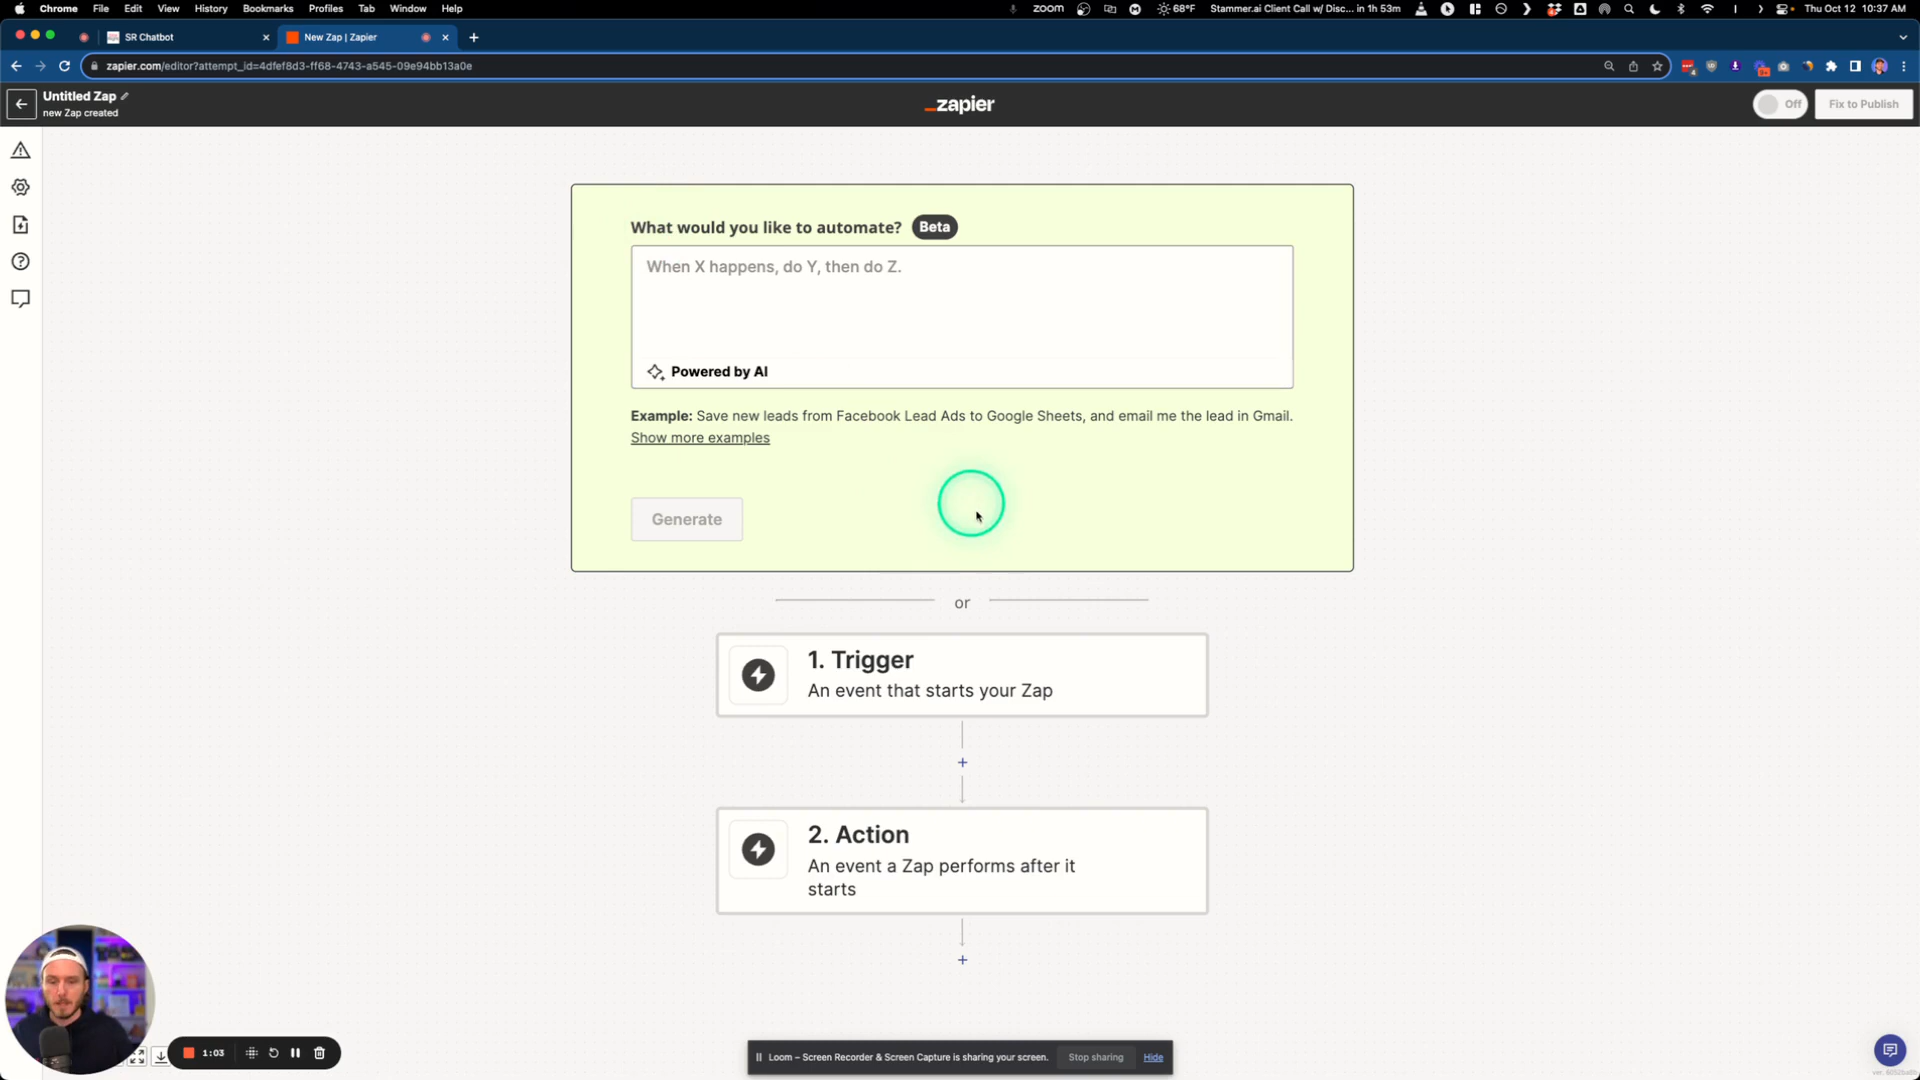 Chrome File Edit View History Bookmarks Profiles Tab Window Help
zoom 68°F Stammer.ai Client Call w/ Disc... in 1h 53m Thu Oct 12 10:37 AM
SR Chatbot
New Zap | Zapier
zapier.com/editor?attempt_id=4dfef8d3-ff68-4743-a545-09e94bb13a0e
Untitled Zap
new Zap created
_zapier
Off
Fix to Publish
What would you like to automate? Beta
When X happens, do Y, then do Z.
Powered by AI
Example: Save new leads from Facebook Lead Ads to Google Sheets, and email me the lead in Gmail.
Show more examples
Generate
or
1. Trigger
An event that starts your Zap
+
2. Action
An event a Zap performs after it
starts
+
1:03
Loom – Screen Recorder & Screen Capture is sharing your screen. Stop sharing Hide